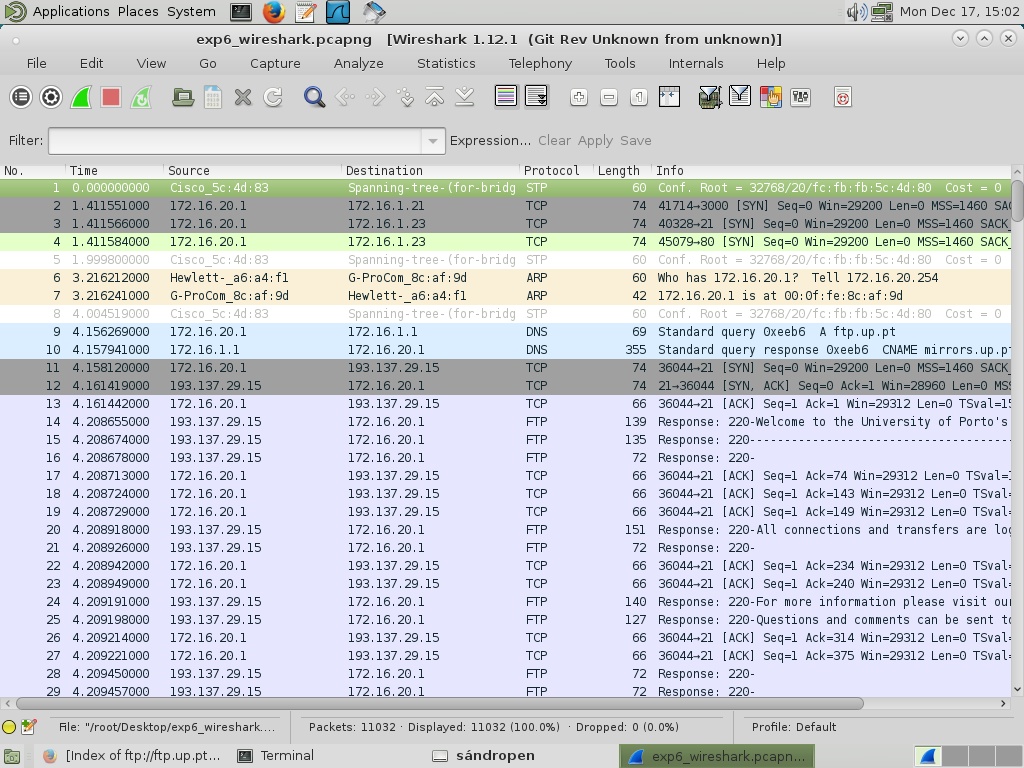 Applications Places System Mon Dec 17, 15:02
exp6_wireshark.pcapng [Wireshark 1.12.1 (Git Rev Unknown from unknown)]
File Edit View Go Capture Analyze Statistics Telephony Tools Internals Help
Filter: Expression... Clear Apply Save
No. Time Source Destination Protocol Length Info
1 0.000000000 Cisco_5c:4d:83 Spanning-tree-(for-bridg STP 60 Conf. Root = 32768/20/fc:fb:fb:5c:4d:80 Cost = 0
2 1.411551000 172.16.20.1 172.16.1.21 TCP 74 41714→3000 [SYN] Seq=0 Win=29200 Len=0 MSS=1460 SAC
3 1.411566000 172.16.20.1 172.16.1.23 TCP 74 40328→21 [SYN] Seq=0 Win=29200 Len=0 MSS=1460 SACK_
4 1.411584000 172.16.20.1 172.16.1.23 TCP 74 45079→80 [SYN] Seq=0 Win=29200 Len=0 MSS=1460 SACK_
5 1.999800000 Cisco_5c:4d:83 Spanning-tree-(for-bridg STP 60 Conf. Root = 32768/20/fc:fb:fb:5c:4d:80 Cost = 0
6 3.216212000 Hewlett-_a6:a4:f1 G-ProCom_8c:af:9d ARP 60 Who has 172.16.20.1? Tell 172.16.20.254
7 3.216241000 G-ProCom_8c:af:9d Hewlett-_a6:a4:f1 ARP 42 172.16.20.1 is at 00:0f:fe:8c:af:9d
8 4.004519000 Cisco_5c:4d:83 Spanning-tree-(for-bridg STP 60 Conf. Root = 32768/20/fc:fb:fb:5c:4d:80 Cost = 0
9 4.156269000 172.16.20.1 172.16.1.1 DNS 69 Standard query 0xeeb6 A ftp.up.pt
10 4.157941000 172.16.1.1 172.16.20.1 DNS 355 Standard query response 0xeeb6 CNAME mirrors.up.pt
11 4.158120000 172.16.20.1 193.137.29.15 TCP 74 36044→21 [SYN] Seq=0 Win=29200 Len=0 MSS=1460 SACK_
12 4.161419000 193.137.29.15 172.16.20.1 TCP 74 21→36044 [SYN, ACK] Seq=0 Ack=1 Win=28960 Len=0 MSS
13 4.161442000 172.16.20.1 193.137.29.15 TCP 66 36044→21 [ACK] Seq=1 Ack=1 Win=29312 Len=0 TSval=15
14 4.208655000 193.137.29.15 172.16.20.1 FTP 139 Response: 220-Welcome to the University of Porto's
15 4.208674000 193.137.29.15 172.16.20.1 FTP 135 Response: 220--------------------------------------
16 4.208678000 193.137.29.15 172.16.20.1 FTP 72 Response: 220-
17 4.208713000 172.16.20.1 193.137.29.15 TCP 66 36044→21 [ACK] Seq=1 Ack=74 Win=29312 Len=0 TSval=
18 4.208724000 172.16.20.1 193.137.29.15 TCP 66 36044→21 [ACK] Seq=1 Ack=143 Win=29312 Len=0 TSval=
19 4.208729000 172.16.20.1 193.137.29.15 TCP 66 36044→21 [ACK] Seq=1 Ack=149 Win=29312 Len=0 TSval=
20 4.208918000 193.137.29.15 172.16.20.1 FTP 151 Response: 220-All connections and transfers are log
21 4.208926000 193.137.29.15 172.16.20.1 FTP 72 Response: 220-
22 4.208942000 172.16.20.1 193.137.29.15 TCP 66 36044→21 [ACK] Seq=1 Ack=234 Win=29312 Len=0 TSval=
23 4.208949000 172.16.20.1 193.137.29.15 TCP 66 36044→21 [ACK] Seq=1 Ack=240 Win=29312 Len=0 TSval=
24 4.209191000 193.137.29.15 172.16.20.1 FTP 140 Response: 220-For more information please visit our
25 4.209198000 193.137.29.15 172.16.20.1 FTP 127 Response: 220-Questions and comments can be sent to
26 4.209214000 172.16.20.1 193.137.29.15 TCP 66 36044→21 [ACK] Seq=1 Ack=314 Win=29312 Len=0 TSval=
27 4.209221000 172.16.20.1 193.137.29.15 TCP 66 36044→21 [ACK] Seq=1 Ack=375 Win=29312 Len=0 TSval=
28 4.209450000 193.137.29.15 172.16.20.1 FTP 72 Response: 220-
29 4.209457000 193.137.29.15 172.16.20.1 FTP 72 Response: 220-
File: "/root/Desktop/exp6_wireshark.... Packets: 11032 · Displayed: 11032 (100.0%) · Dropped: 0 (0.0%) Profile: Default
[Index of ftp://ftp.up.pt... Terminal sándropen exp6_wireshark.pcapn...